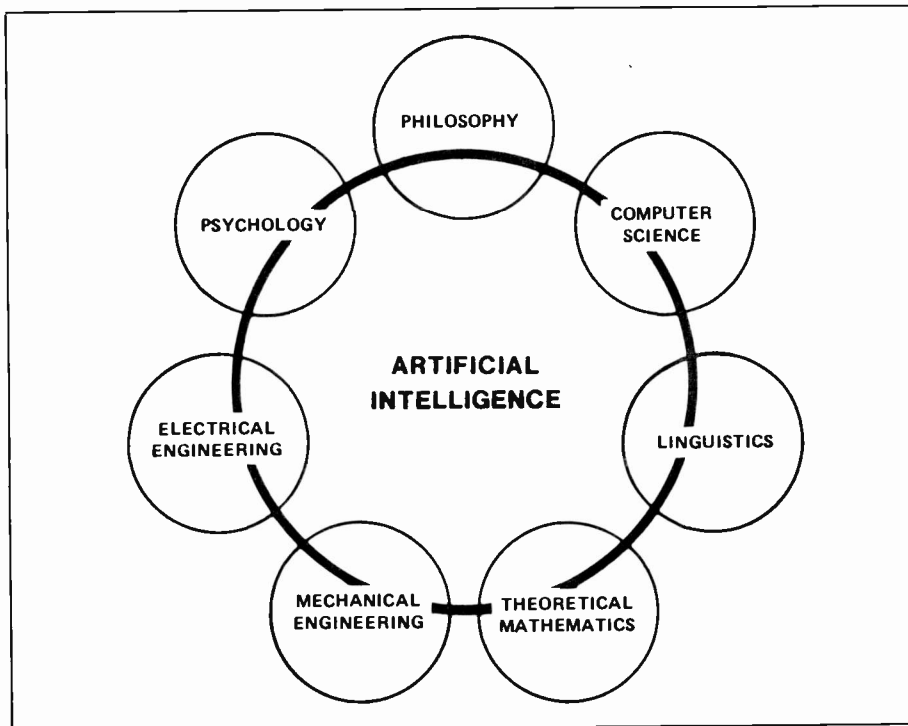 PHILOSOPHY
PSYCHOLOGY
COMPUTER
SCIENCE
ARTIFICIAL
INTELLIGENCE
ELECTRICAL
ENGINEERING
LINGUISTICS
MECHANICAL
ENGINEERING
THEORETICAL
MATHEMATICS